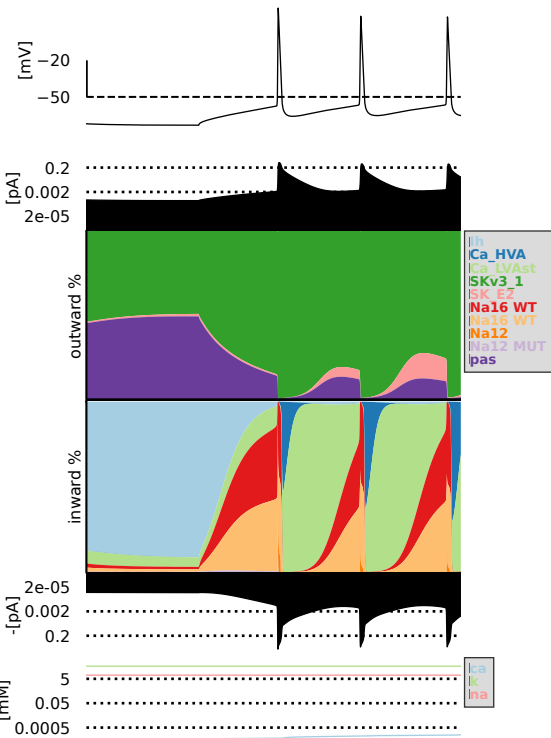 [mV]
−20
−50
[pA]
0.2
0.002
2e-05
outward %
Ih
Ca_HVA
Ca_LVAst
SKv3_1
SK_E2
Na16 WT
Na16 WT
Na12
Na12 MUT
pas
inward %
-[pA]
2e-05
0.002
0.2
[mM]
5
0.05
0.0005
ca
k
na